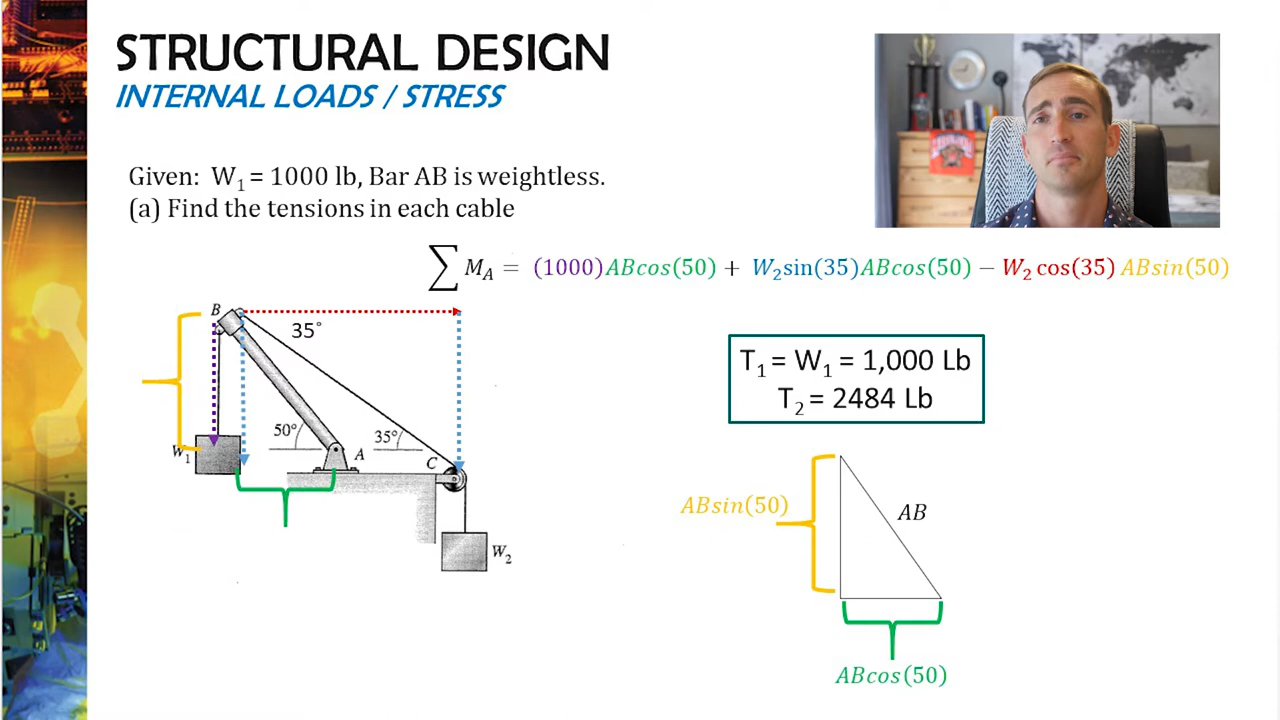 STRUCTURAL DESIGN
INTERNAL LOADS / STRESS
Given: W₁ = 1000 lb, Bar AB is weightless.
(a) Find the tensions in each cable
∑ M_A = (1000)ABcos(50) + W₂sin(35)ABcos(50) − W₂ cos(35) ABsin(50)
B
35°
50°
A
35°
C
W₁
W₂
T₁ = W₁ = 1,000 Lb
T₂ = 2484 Lb
ABsin(50)
AB
ABcos(50)